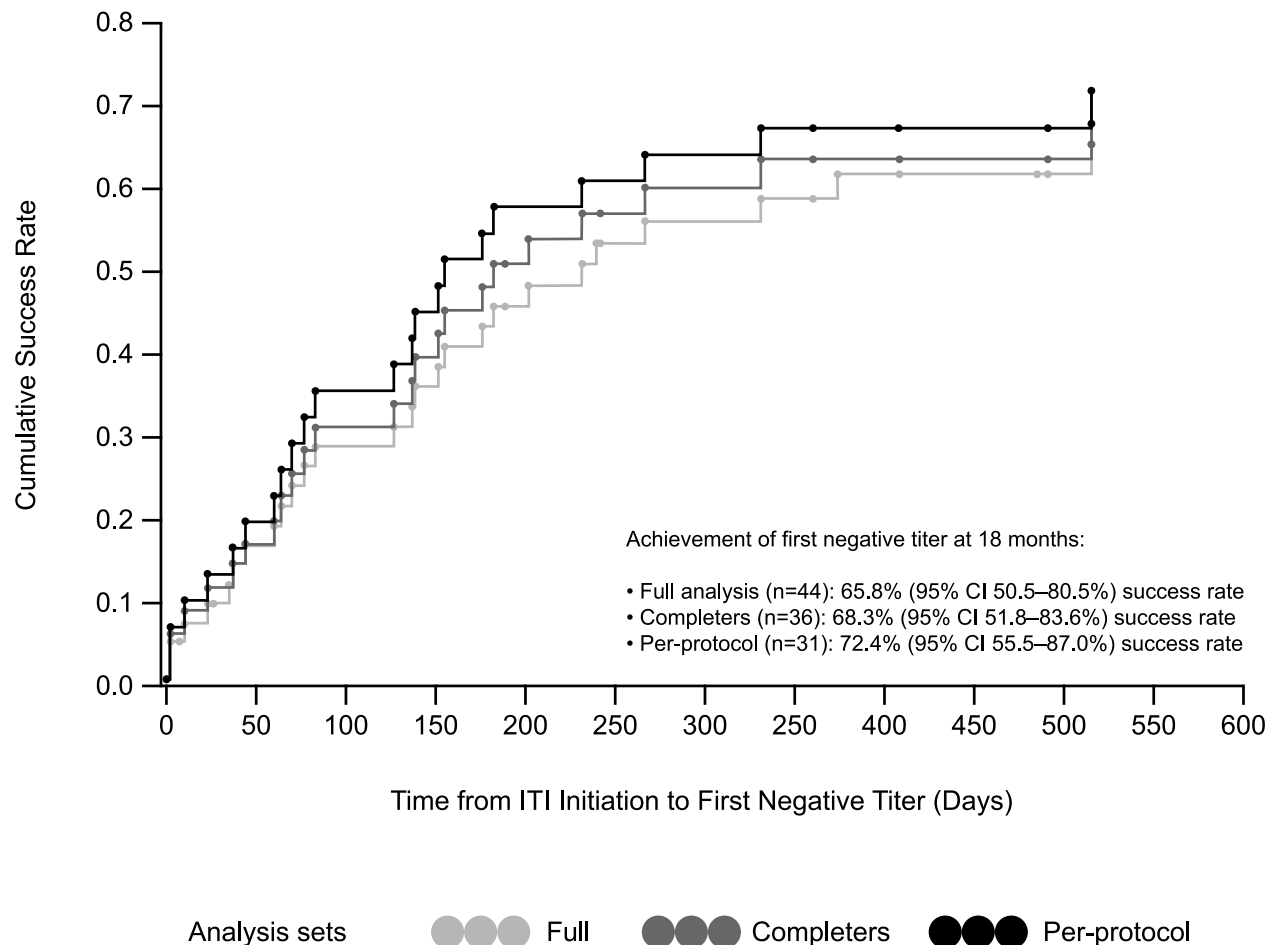 0.8
0.7
0.6
0.5
0.4
0.3
0.2
0.1
0.0
Cumulative Success Rate
Achievement of first negative titer at 18 months:
• Full analysis (n=44): 65.8% (95% CI 50.5–80.5%) success rate
• Completers (n=36): 68.3% (95% CI 51.8–83.6%) success rate
• Per-protocol (n=31): 72.4% (95% CI 55.5–87.0%) success rate
0 50 100 150 200 250 300 250 400 450 500 550 600
Time from ITI Initiation to First Negative Titer (Days)
Analysis sets Full Completers Per-protocol